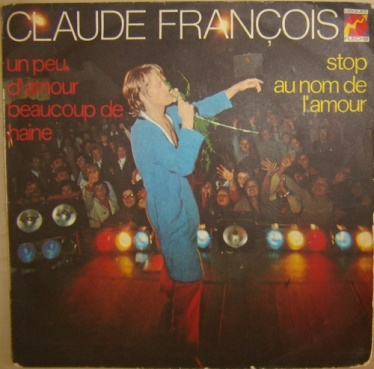 CLAUDE FRANÇOIS
un peu
d'amour
beaucoup de
haine
stop
au nom de
l'amour